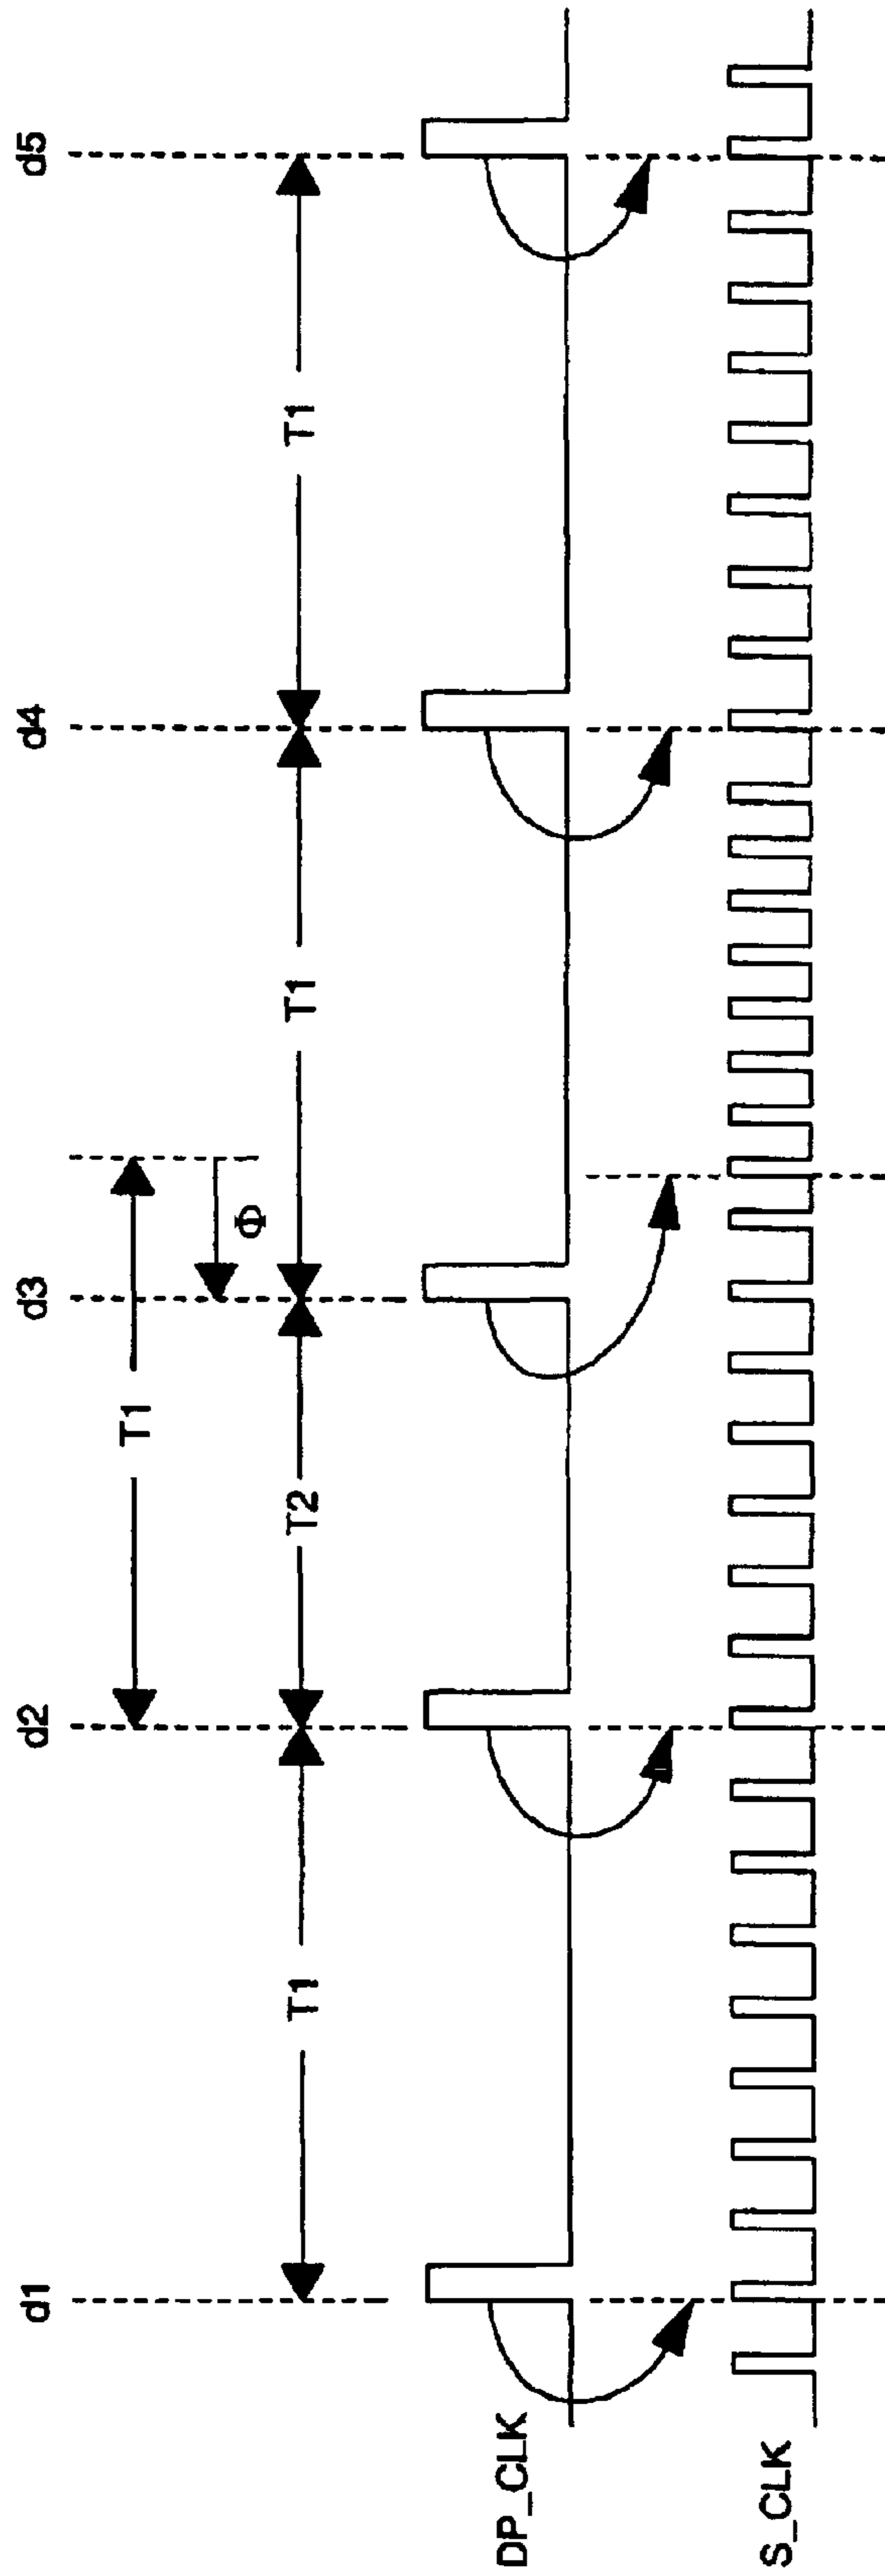 d1 d2 d3 d4 d5
T1
Φ
T1 T2 T1 T1
DP_CLK
S_CLK